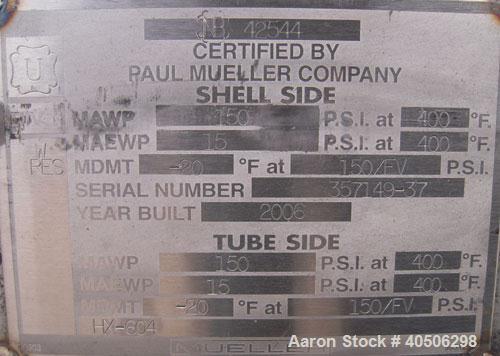 NB 42544
CERTIFIED BY
PAUL MUELLER COMPANY
SHELL SIDE
U
MAWP 150 P.S.I. at 400 °F.
MAEWP 15 P.S.I. at 400 °F.
W
RES
MDMT -20 °F at 150/FV P.S.I.
SERIAL NUMBER 357149-37
YEAR BUILT 2006
TUBE SIDE
MAWP 150 P.S.I. at 400 °F.
MAEWP 15 P.S.I. at 400 °F.
MDMT -20 °F at 150/FV P.S.I.
HX-604
MUELLER
Aaron Stock #40506298